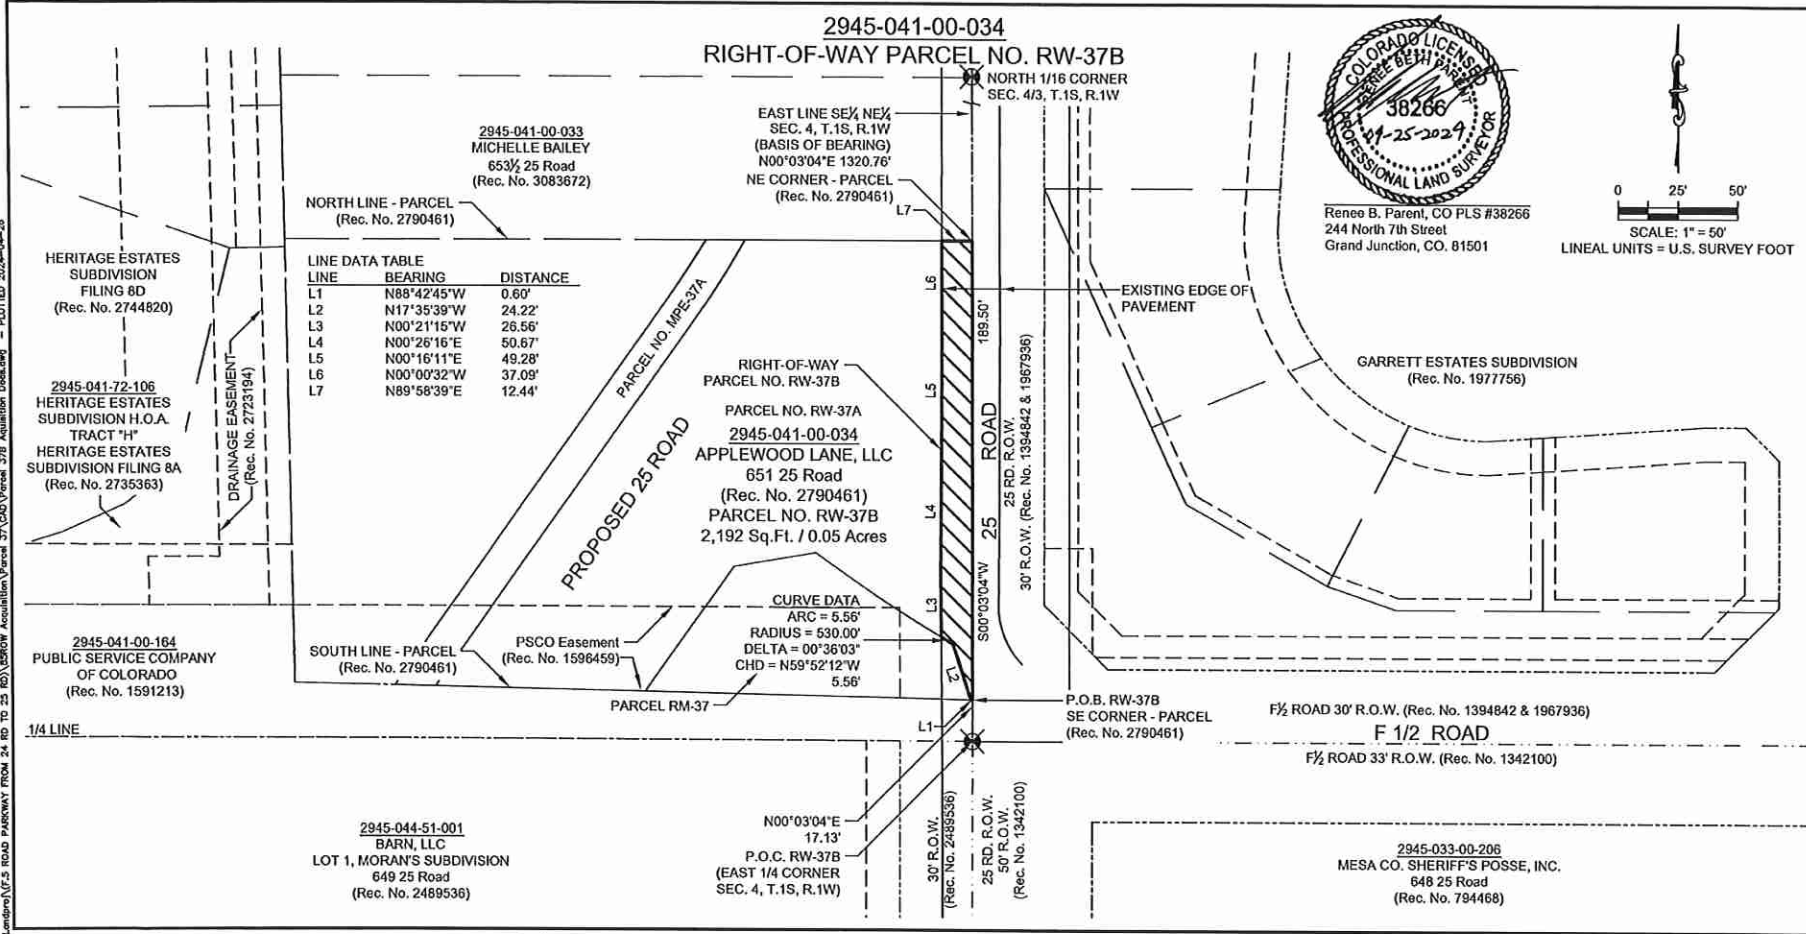 2945-041-00-034
RIGHT-OF-WAY PARCEL NO. RW-37B
NORTH 1/16 CORNER
SEC. 4/3, T.1S, R.1W
EAST LINE SE¼ NE¼
SEC. 4, T.1S, R.1W
(BASIS OF BEARING)
N00°03'04"E 1320.76'
NE CORNER - PARCEL
(Rec. No. 2790461)
L7
2945-041-00-033
MICHELLE BAILEY
653½ 25 Road
(Rec. No. 3083672)
NORTH LINE - PARCEL
(Rec. No. 2790461)
COLORADO LICENSED
RENEE BETH PARENT
38266
04-25-2024
PROFESSIONAL LAND SURVEYOR
Renee B. Parent, CO PLS #38266
244 North 7th Street
Grand Junction, CO. 81501
0 25' 50'
SCALE: 1" = 50'
LINEAL UNITS = U.S. SURVEY FOOT
HERITAGE ESTATES
SUBDIVISION
FILING 8D
(Rec. No. 2744820)
LINE DATA TABLE
LINE BEARING DISTANCE
L1 N88°42'45"W 0.60'
L2 N17°35'39"W 24.22'
L3 N00°21'15"W 26.56'
L4 N00°26'16"E 50.67'
L5 N00°16'11"E 49.28'
L6 N00°00'32"W 37.09'
L7 N89°58'39"E 12.44'
PARCEL NO. MPE-37A
PROPOSED 25 ROAD
L6
L5
L4
L3
L2
189.50'
S00°03'04"W
25 ROAD
25 RD. R.O.W.
30' R.O.W. (Rec. No. 1394842 & 1967936)
EXISTING EDGE OF
PAVEMENT
GARRETT ESTATES SUBDIVISION
(Rec. No. 1977756)
2945-041-72-106
HERITAGE ESTATES
SUBDIVISION H.O.A.
TRACT "H"
HERITAGE ESTATES
SUBDIVISION FILING 8A
(Rec. No. 2735363)
DRAINAGE EASEMENT
(Rec. No. 2723194)
RIGHT-OF-WAY
PARCEL NO. RW-37B
PARCEL NO. RW-37A
2945-041-00-034
APPLEWOOD LANE, LLC
651 25 Road
(Rec. No. 2790461)
PARCEL NO. RW-37B
2,192 Sq.Ft. / 0.05 Acres
CURVE DATA
ARC = 5.56'
RADIUS = 530.00'
DELTA = 00°36'03"
CHD = N59°52'12"W
5.56'
PSCO Easement
(Rec. No. 1596459)
SOUTH LINE - PARCEL
(Rec. No. 2790461)
PARCEL RM-37
2945-041-00-164
PUBLIC SERVICE COMPANY
OF COLORADO
(Rec. No. 1591213)
1/4 LINE
L1
P.O.B. RW-37B
SE CORNER - PARCEL
(Rec. No. 2790461)
F½ ROAD 30' R.O.W. (Rec. No. 1394842 & 1967936)
F 1/2 ROAD
F½ ROAD 33' R.O.W. (Rec. No. 1342100)
N00°03'04"E
17.13'
P.O.C. RW-37B
(EAST 1/4 CORNER
SEC. 4, T.1S, R.1W)
30' R.O.W.
(Rec. No. 2489536)
25 RD. R.O.W.
50' R.O.W.
(Rec. No. 1342100)
2945-044-51-001
BARN, LLC
LOT 1, MORAN'S SUBDIVISION
649 25 Road
(Rec. No. 2489536)
2945-033-00-206
MESA CO. SHERIFF'S POSSE, INC.
648 25 Road
(Rec. No. 794468)